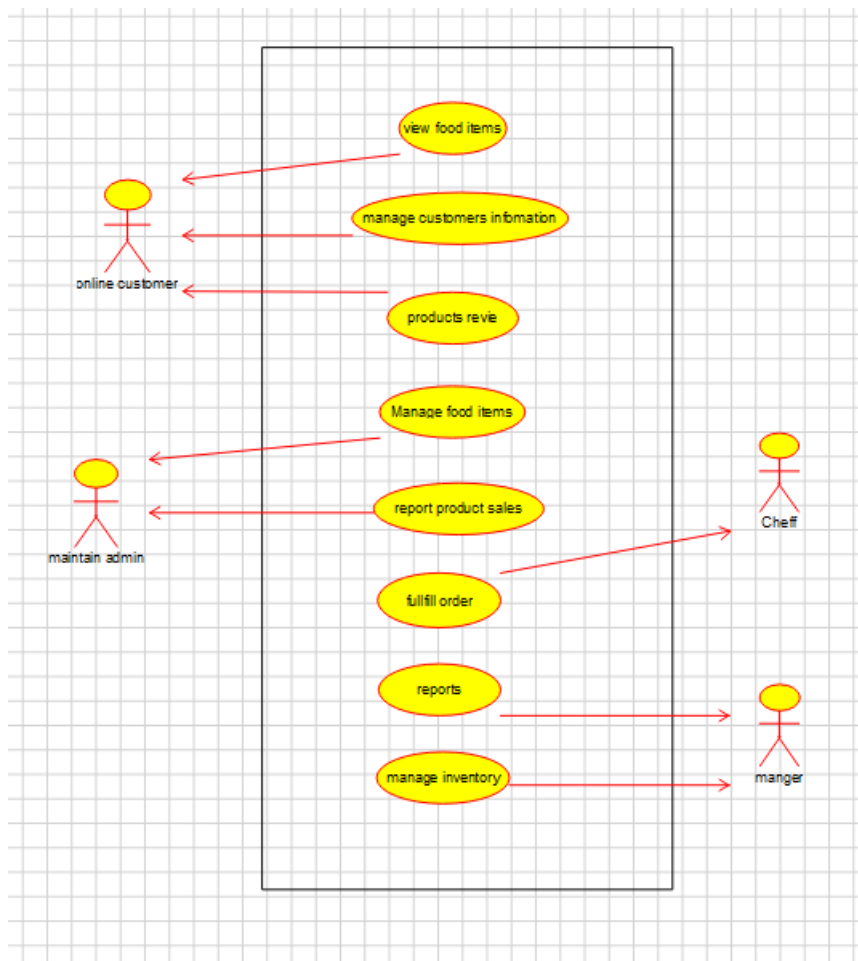 view food items
manage customers infomation
online customer
products revie
Manage food items
report product sales
Cheff
maintain admin
fullfill order
reports
manage inventory
manger